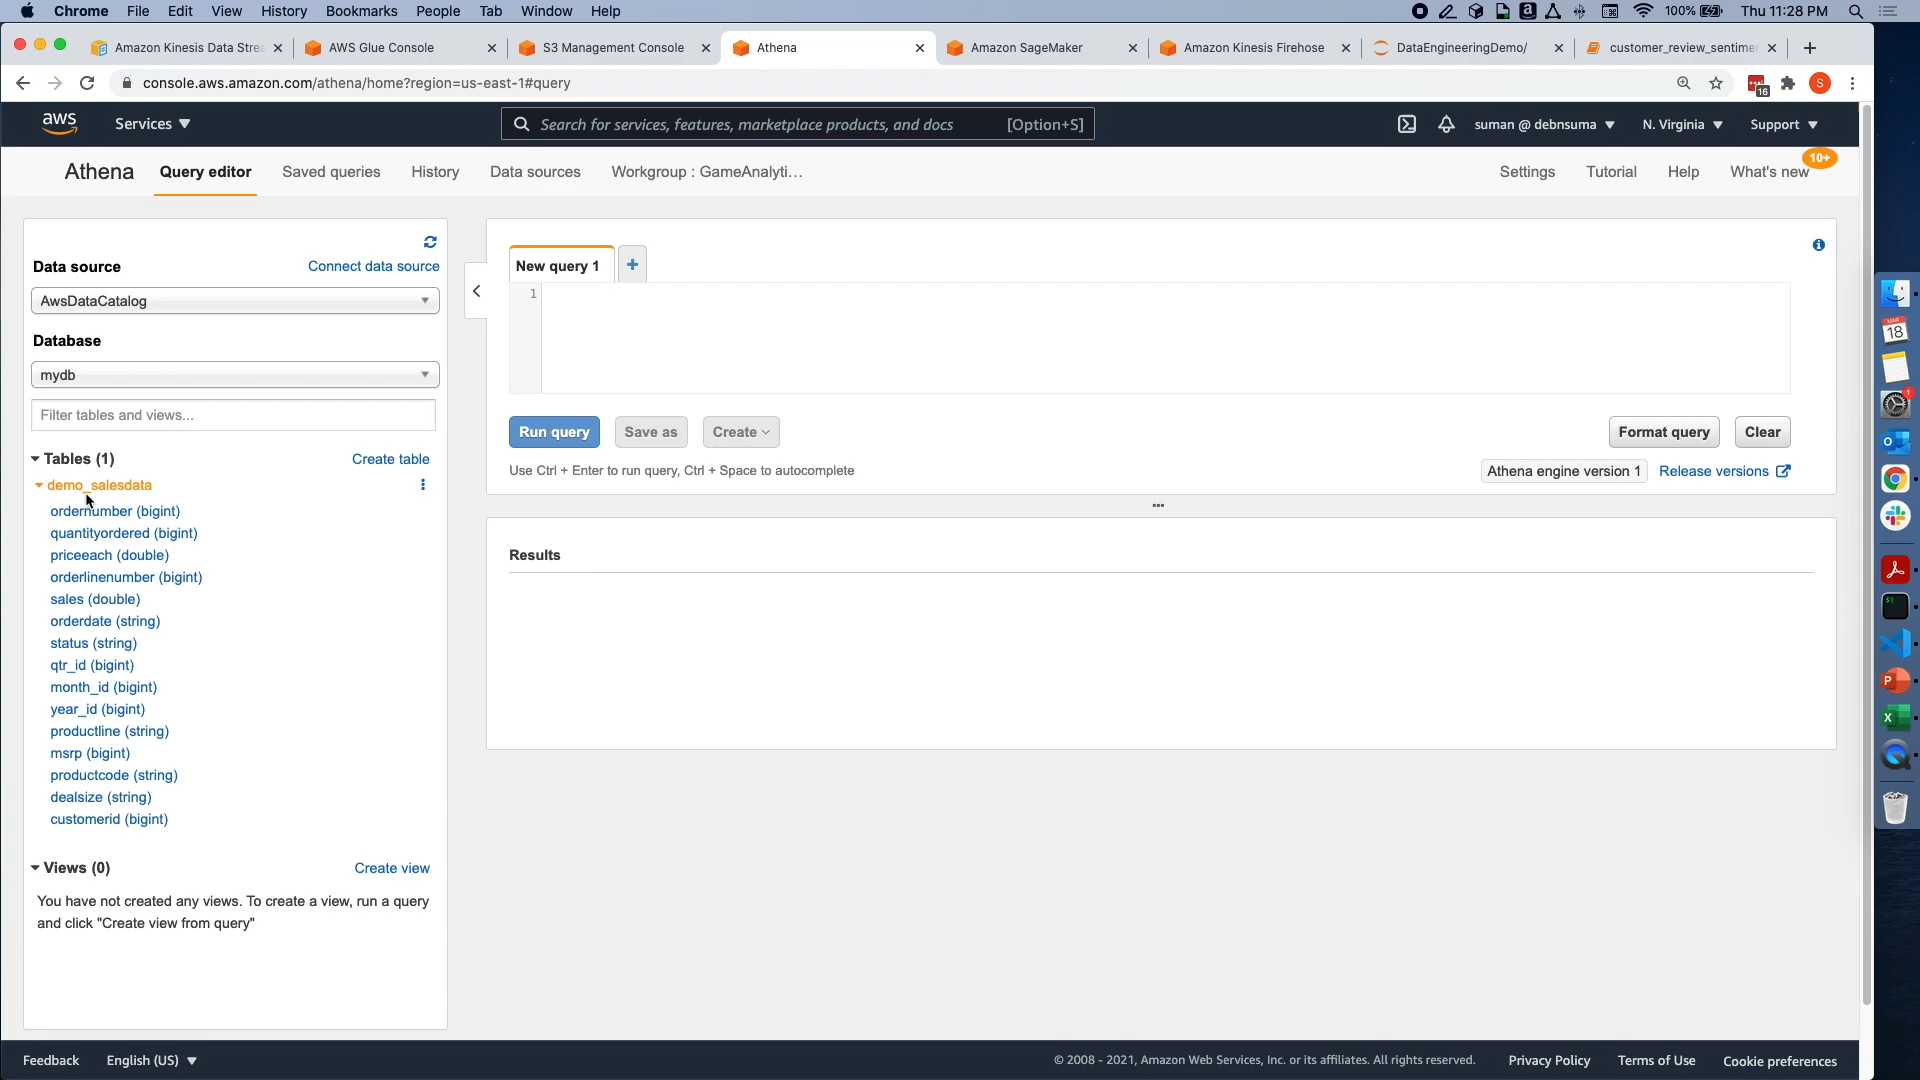 Chrome File Edit View History Bookmarks People Tab Window Help 100% Thu 11:28 PM
Amazon Kinesis Data Strea AWS Glue Console S3 Management Console Athena Amazon SageMaker Amazon Kinesis Firehose DataEngineeringDemo/ customer_review_sentime
console.aws.amazon.com/athena/home?region=us-east-1#query 16 S
aws Services Search for services, features, marketplace products, and docs [Option+S] suman @ debnsuma N. Virginia Support
Athena Query editor Saved queries History Data sources Workgroup : GameAnalyti... Settings Tutorial Help What's new 10+
Data source Connect data source
AwsDataCatalog
Database
mydb
Filter tables and views...
Tables (1) Create table
demo_salesdata
ordernumber (bigint)
quantityordered (bigint)
priceeach (double)
orderlinenumber (bigint)
sales (double)
orderdate (string)
status (string)
qtr_id (bigint)
month_id (bigint)
year_id (bigint)
productline (string)
msrp (bigint)
productcode (string)
dealsize (string)
customerid (bigint)
Views (0) Create view
You have not created any views. To create a view, run a query
and click "Create view from query"
New query 1 +
1
Run query Save as Create Format query Clear
Use Ctrl + Enter to run query, Ctrl + Space to autocomplete Athena engine version 1 Release versions
Results
MAR
18
1
Feedback English (US) © 2008 - 2021, Amazon Web Services, Inc. or its affiliates. All rights reserved. Privacy Policy Terms of Use Cookie preferences